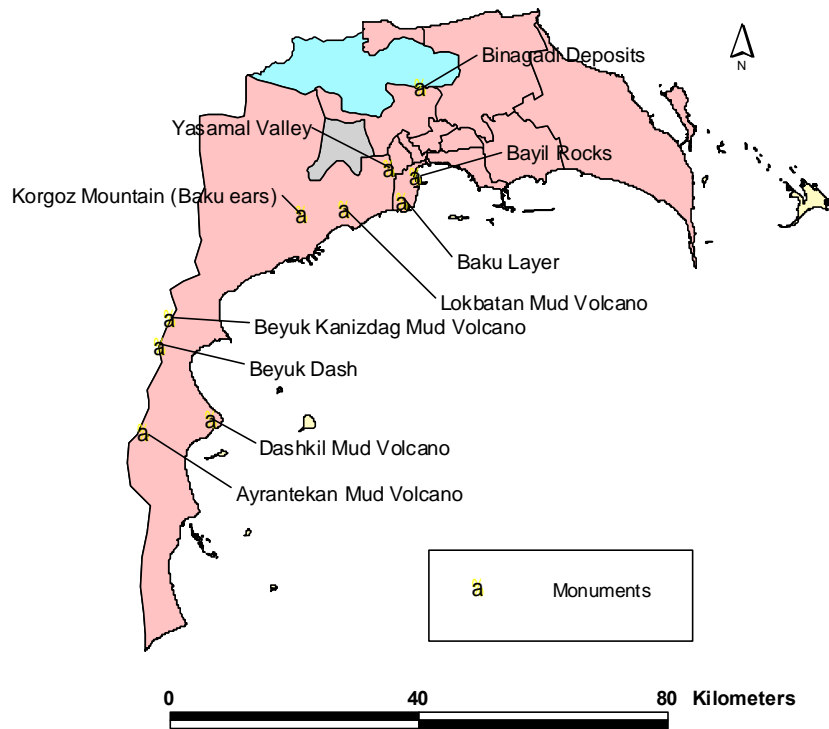 Binagadi Deposits
N
a
Yasamal Valley
a
Bayil Rocks
a
Korgoz Mountain (Baku ears)
a
a
a
Baku Layer
Lokbatan Mud Volcano
a
Beyuk Kanizdag Mud Volcano
a
Beyuk Dash
a
Dashkil Mud Volcano
a
Ayrantekan Mud Volcano
a Monuments
0 40 80 Kilometers